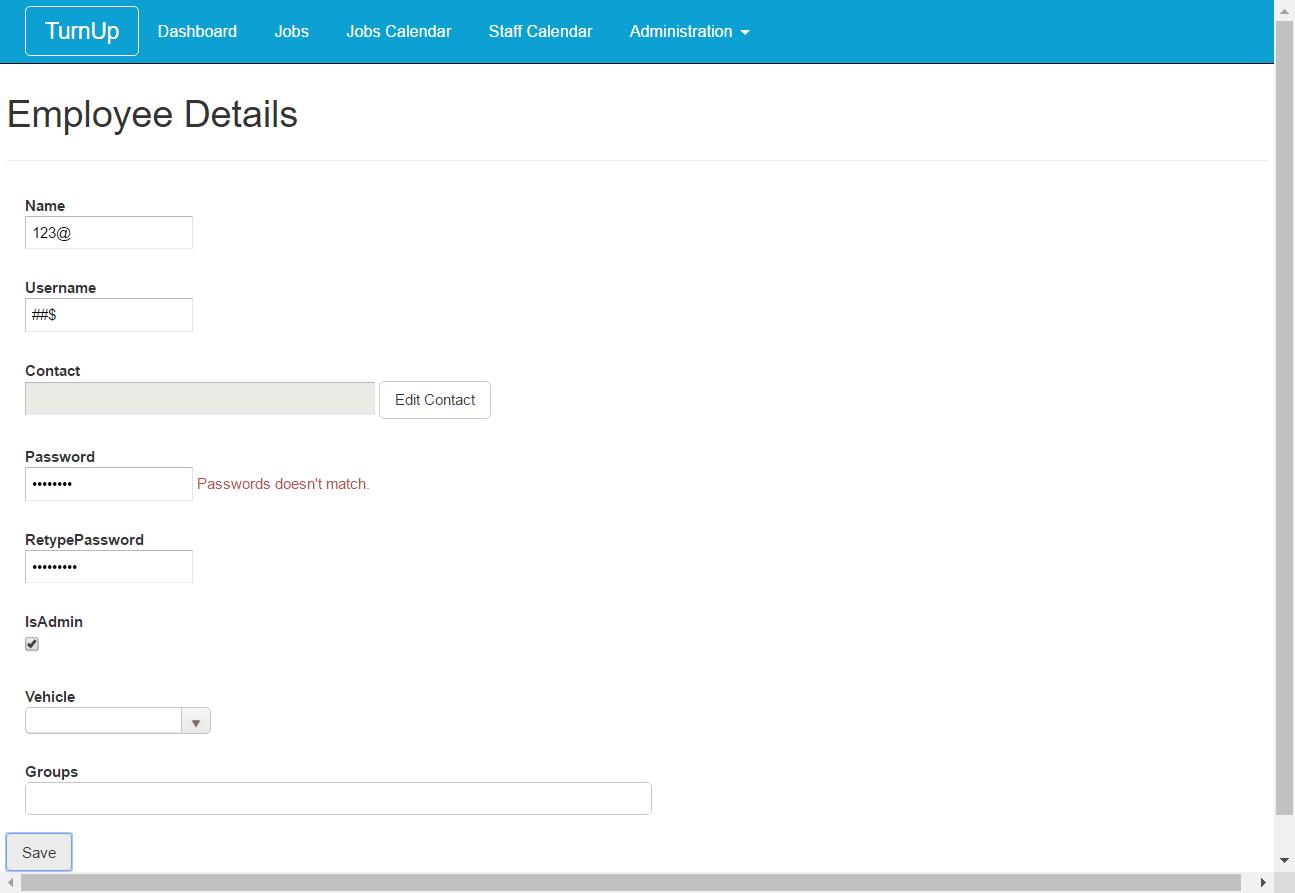 TurnUp Dashboard Jobs Jobs Calendar Staff Calendar Administration
Employee Details
Name
123@
Username
##$
Contact
Edit Contact
Password
•••••••• Passwords doesn't match.
RetypePassword
•••••••••
IsAdmin
Vehicle
Groups
Save